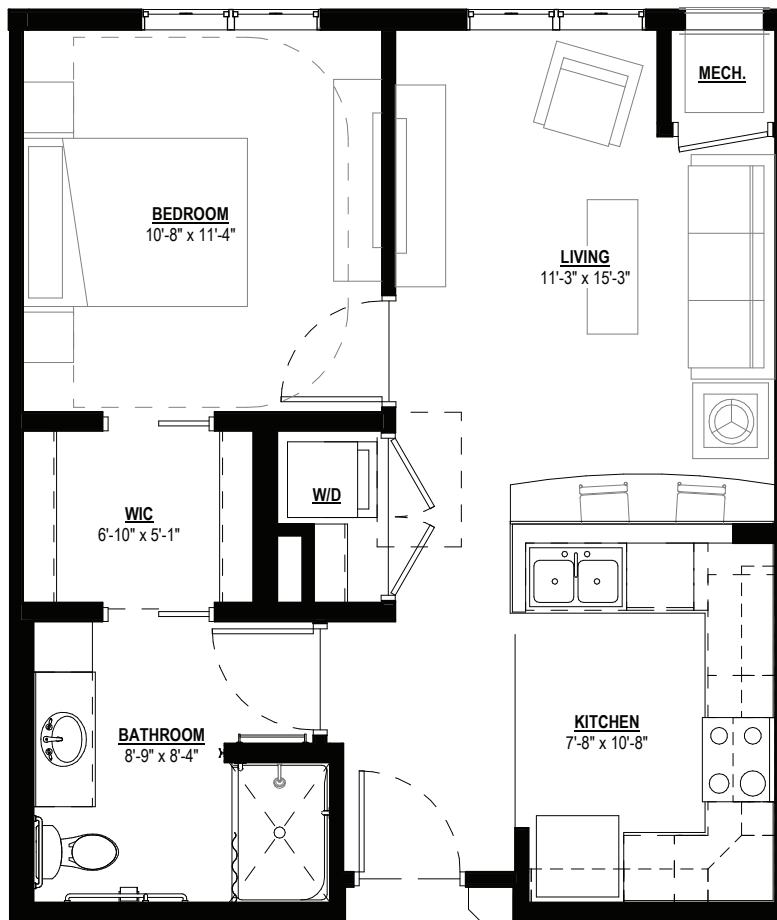 MECH.
BEDROOM
10'-8" x 11'-4"
LIVING
11'-3" x 15'-3"
W/D
WIC
6'-10" x 5'-1"
KITCHEN
7'-8" x 10'-8"
BATHROOM
8'-9" x 8'-4"